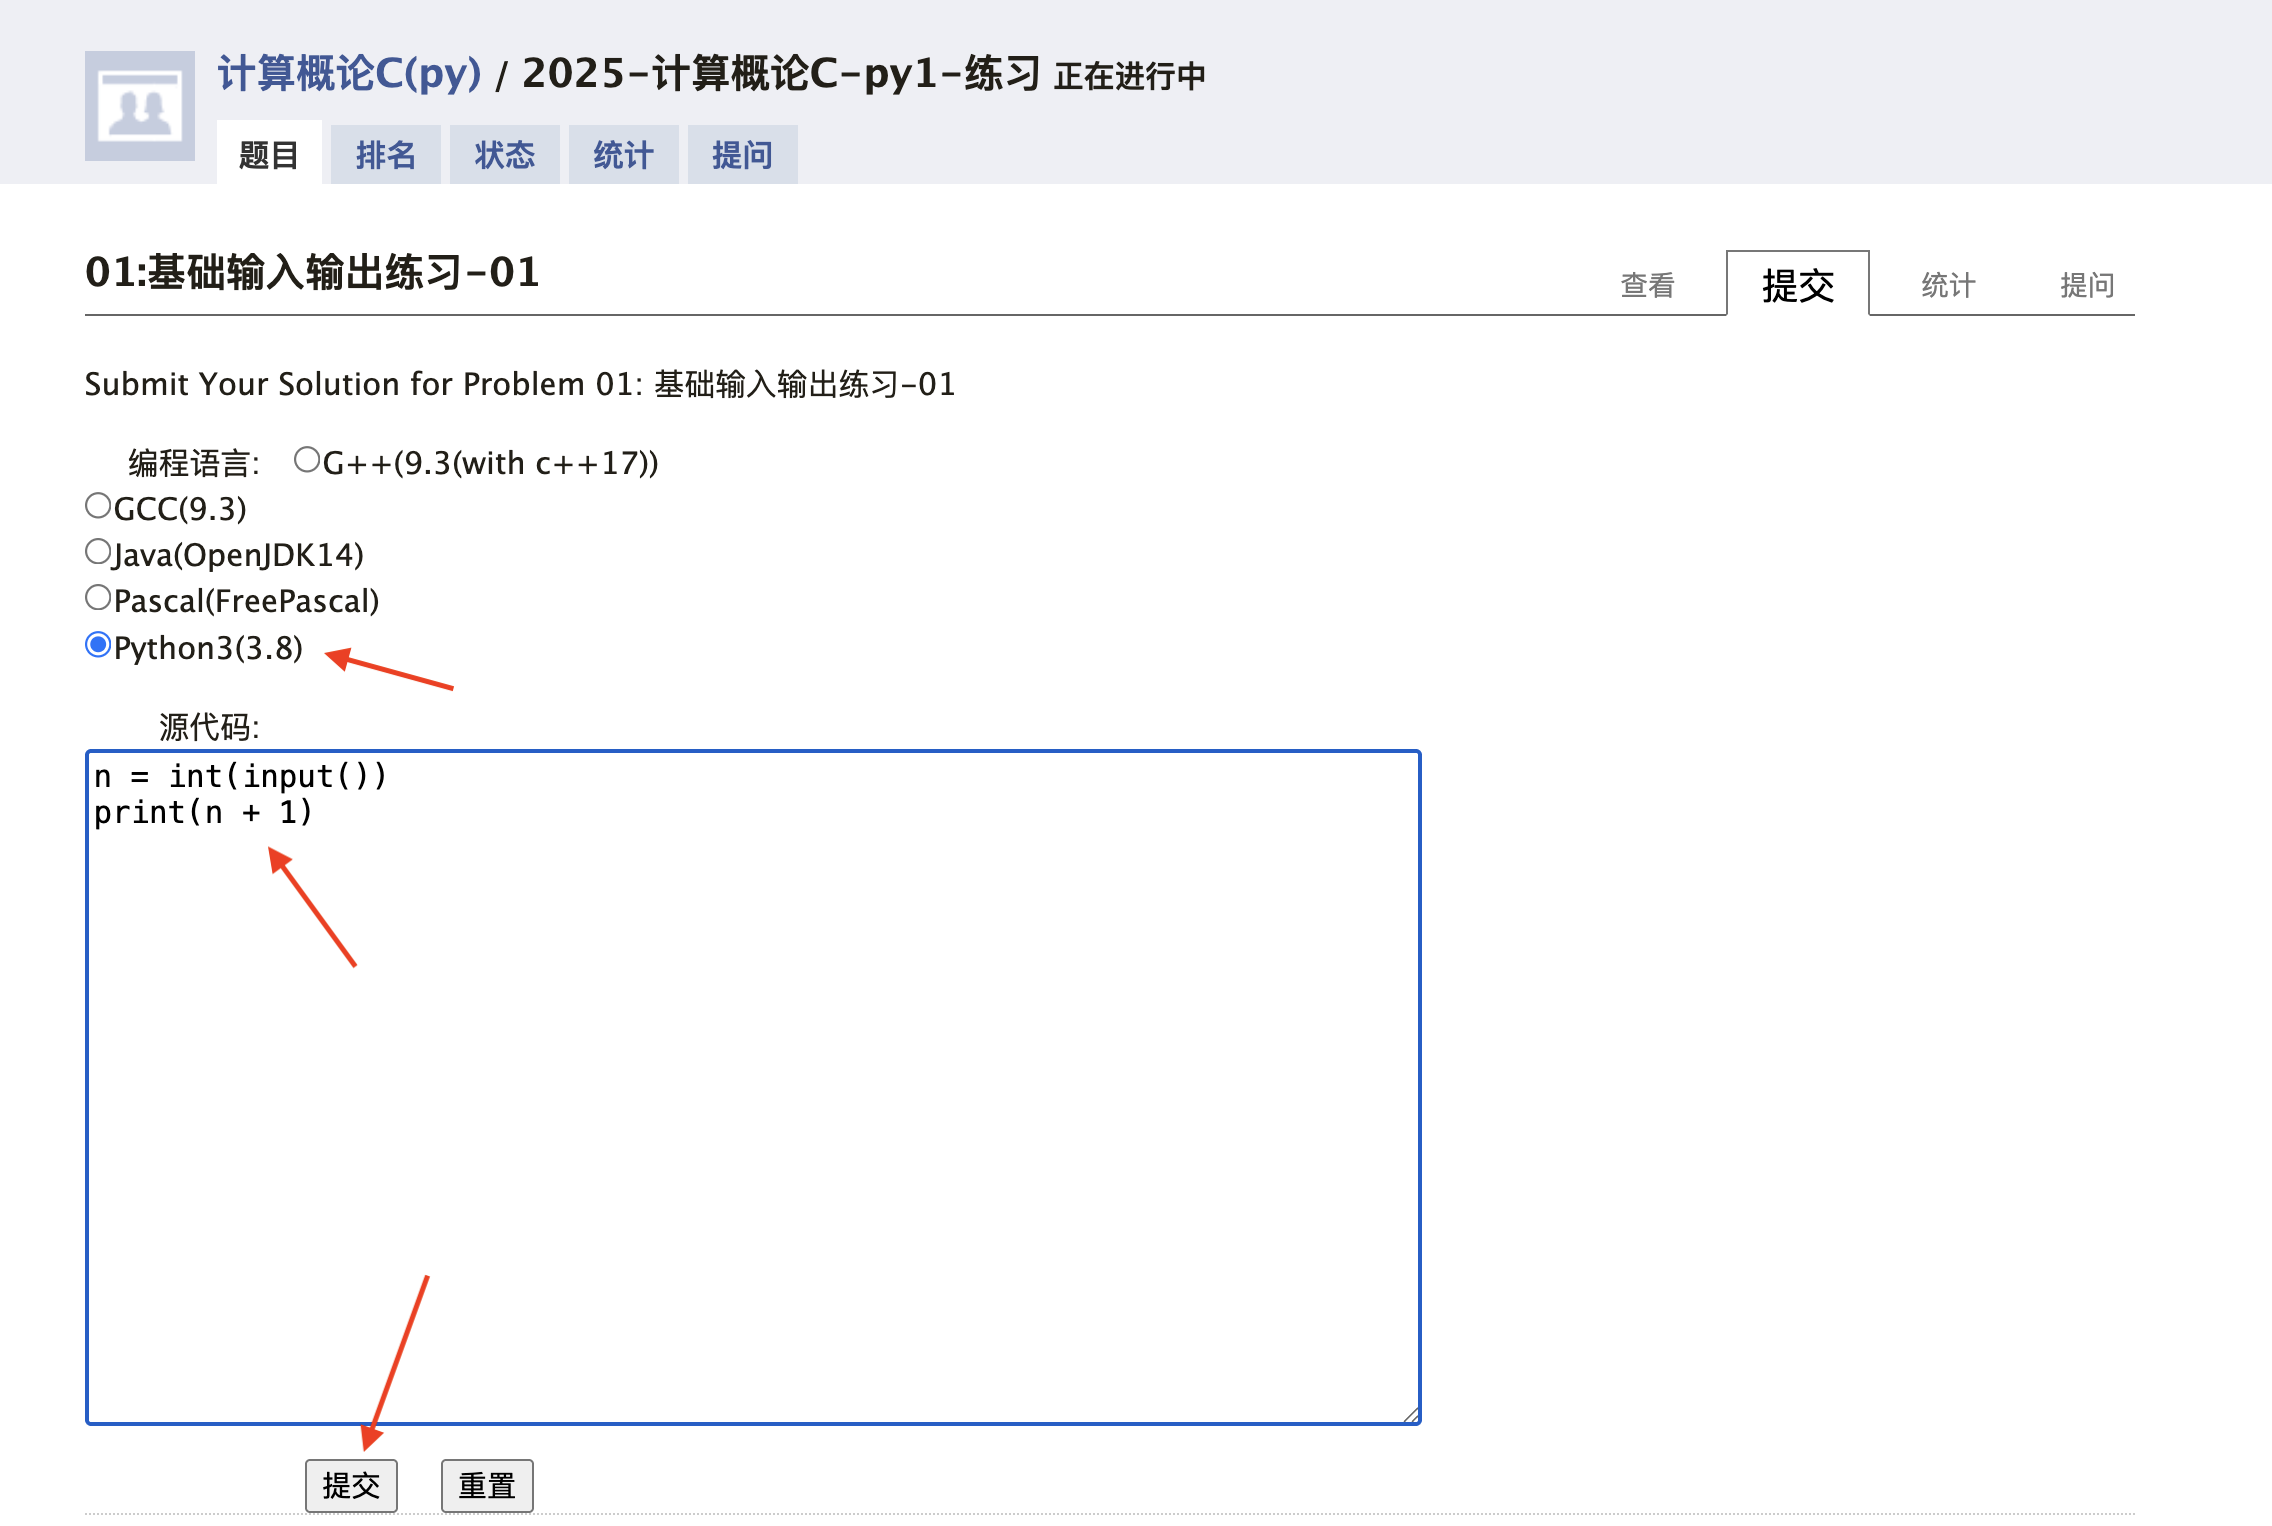 计算概论C(py) / 2025-计算概论C-py1-练习 正在进行中
题目 排名 状态 统计 提问
01:基础输入输出练习-01
查看 提交 统计 提问
Submit Your Solution for Problem 01: 基础输入输出练习-01
编程语言: G++(9.3(with c++17))
GCC(9.3)
Java(OpenJDK14)
Pascal(FreePascal)
Python3(3.8)
源代码:
n = int(input())
print(n + 1)
提交 重置